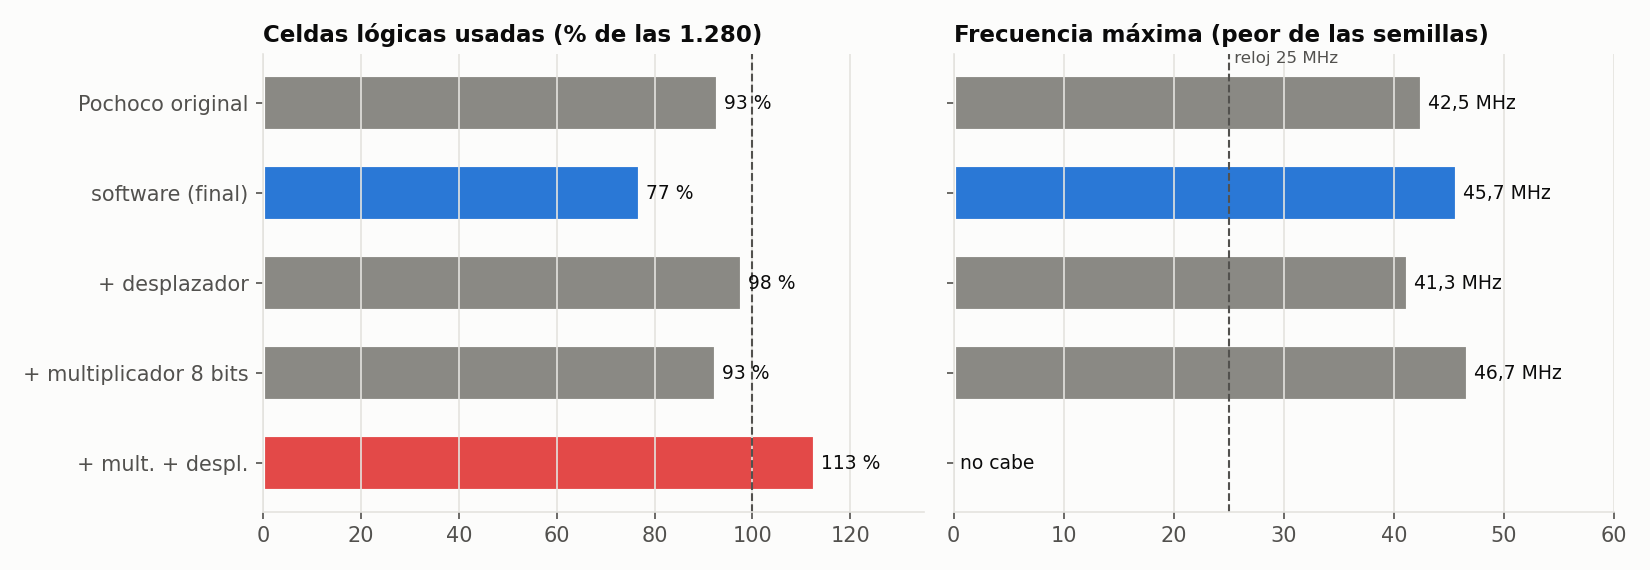 Celdas lógicas usadas (% de las 1.280)
Pochoco original
93 %
software (final)
77 %
+ desplazador
98 %
+ multiplicador 8 bits
93 %
+ mult. + despl.
113 %
0 20 40 60 80 100 120
Frecuencia máxima (peor de las semillas)
reloj 25 MHz
42,5 MHz
45,7 MHz
41,3 MHz
46,7 MHz
no cabe
0 10 20 30 40 50 60